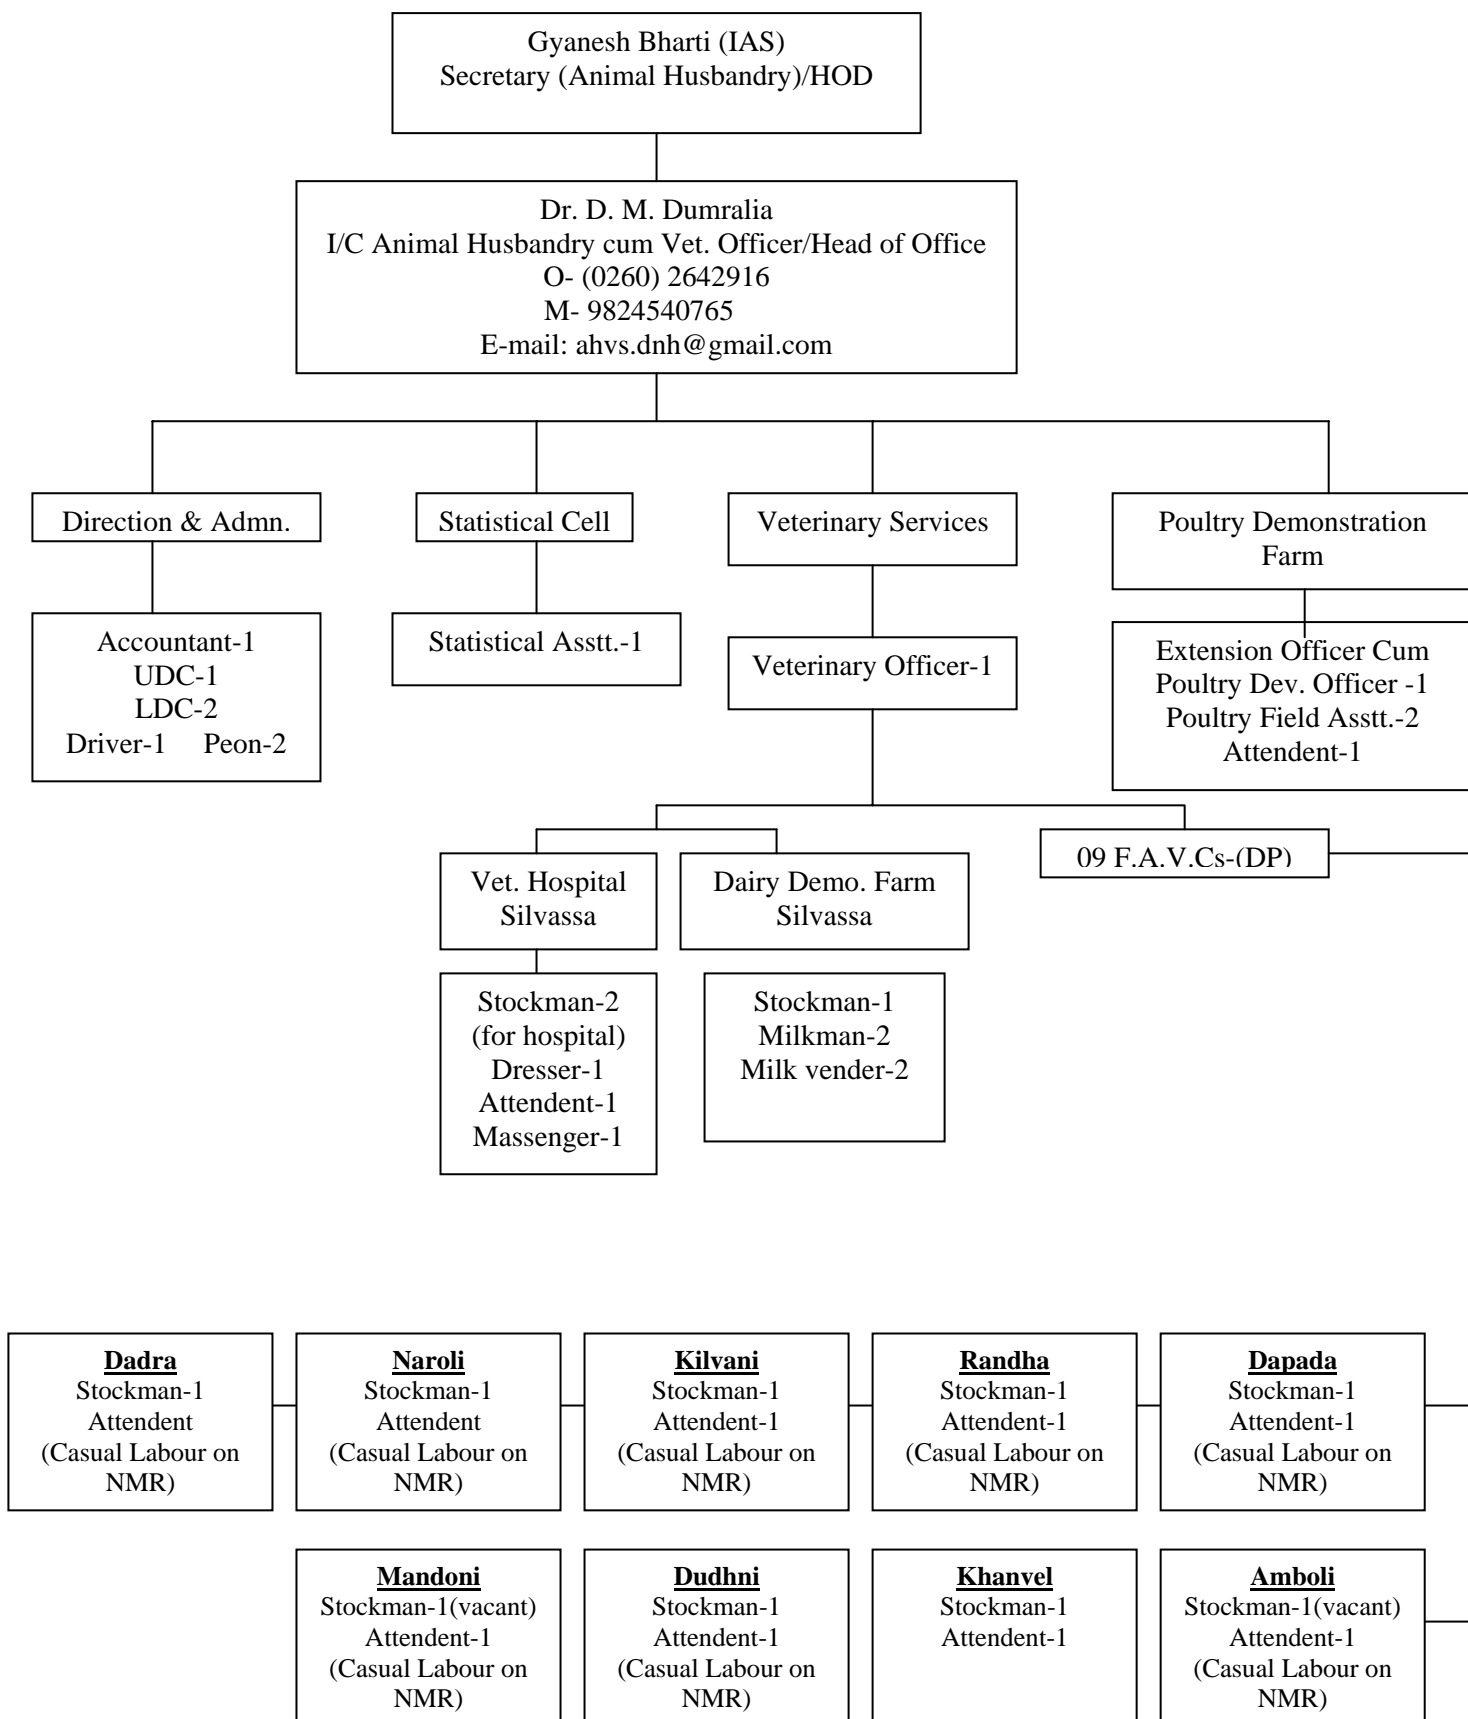 Gyanesh Bharti (IAS)
Secretary (Animal Husbandry)/HOD
Dr. D. M. Dumralia
I/C Animal Husbandry cum Vet. Officer/Head of Office
O- (0260) 2642916
M- 9824540765
E-mail: ahvs.dnh@gmail.com
Direction & Admn.
Statistical Cell
Veterinary Services
Poultry Demonstration
Farm
Accountant-1
UDC-1
LDC-2
Driver-1 Peon-2
Statistical Asstt.-1
Veterinary Officer-1
Extension Officer Cum
Poultry Dev. Officer -1
Poultry Field Asstt.-2
Attendent-1
Vet. Hospital
Silvassa
Dairy Demo. Farm
Silvassa
09 F.A.V.Cs-(DP)
Stockman-2
(for hospital)
Dresser-1
Attendent-1
Massenger-1
Stockman-1
Milkman-2
Milk vender-2
Dadra
Stockman-1
Attendent
(Casual Labour on
NMR)
Naroli
Stockman-1
Attendent
(Casual Labour on
NMR)
Kilvani
Stockman-1
Attendent-1
(Casual Labour on
NMR)
Randha
Stockman-1
Attendent-1
(Casual Labour on
NMR)
Dapada
Stockman-1
Attendent-1
(Casual Labour on
NMR)
Mandoni
Stockman-1(vacant)
Attendent-1
(Casual Labour on
NMR)
Dudhni
Stockman-1
Attendent-1
(Casual Labour on
NMR)
Khanvel
Stockman-1
Attendent-1
Amboli
Stockman-1(vacant)
Attendent-1
(Casual Labour on
NMR)